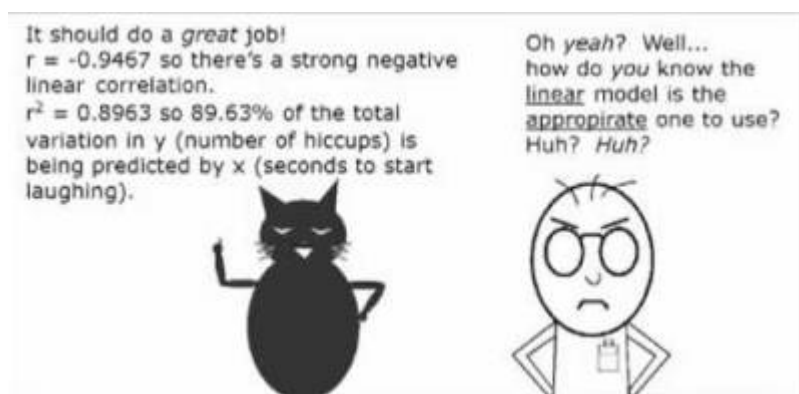 It should do a great job!
r = -0.9467 so there's a strong negative
linear correlation.
r² = 0.8963 so 89.63% of the total
variation in y (number of hiccups) is
being predicted by x (seconds to start
laughing).
Oh yeah? Well...
how do you know the
linear model is the
appropirate one to use?
Huh? Huh?